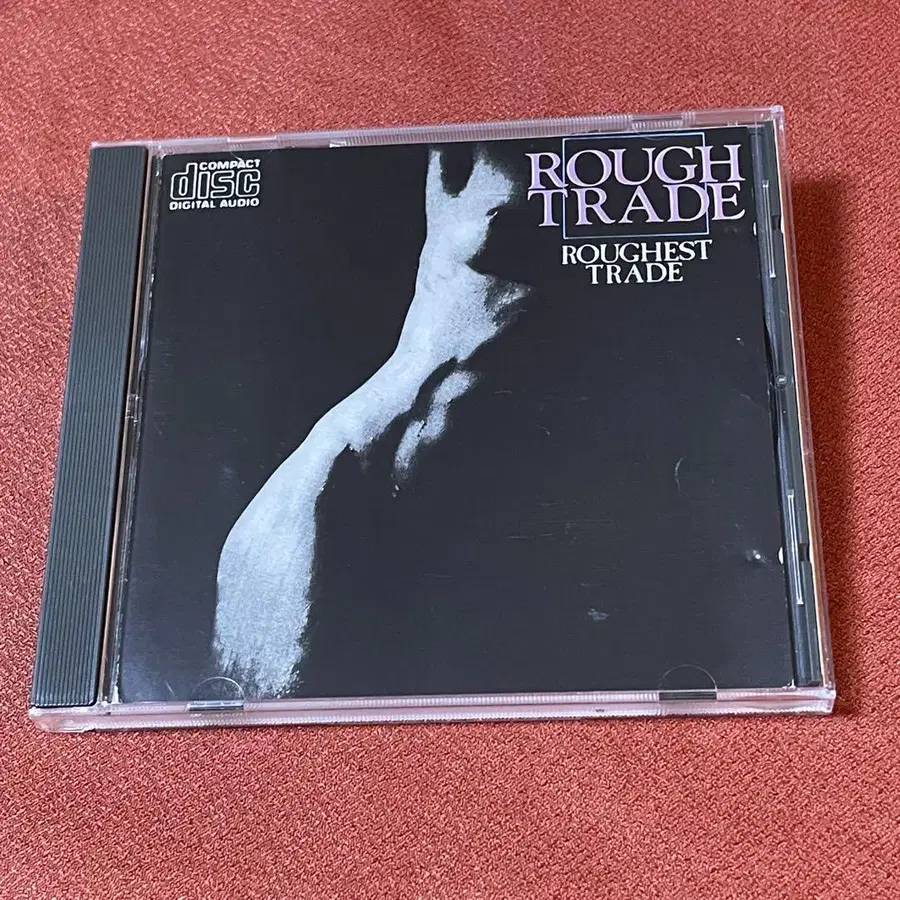 COMPACT
disc
DIGITAL AUDIO
ROUGH
TRADE
ROUGHEST
TRADE